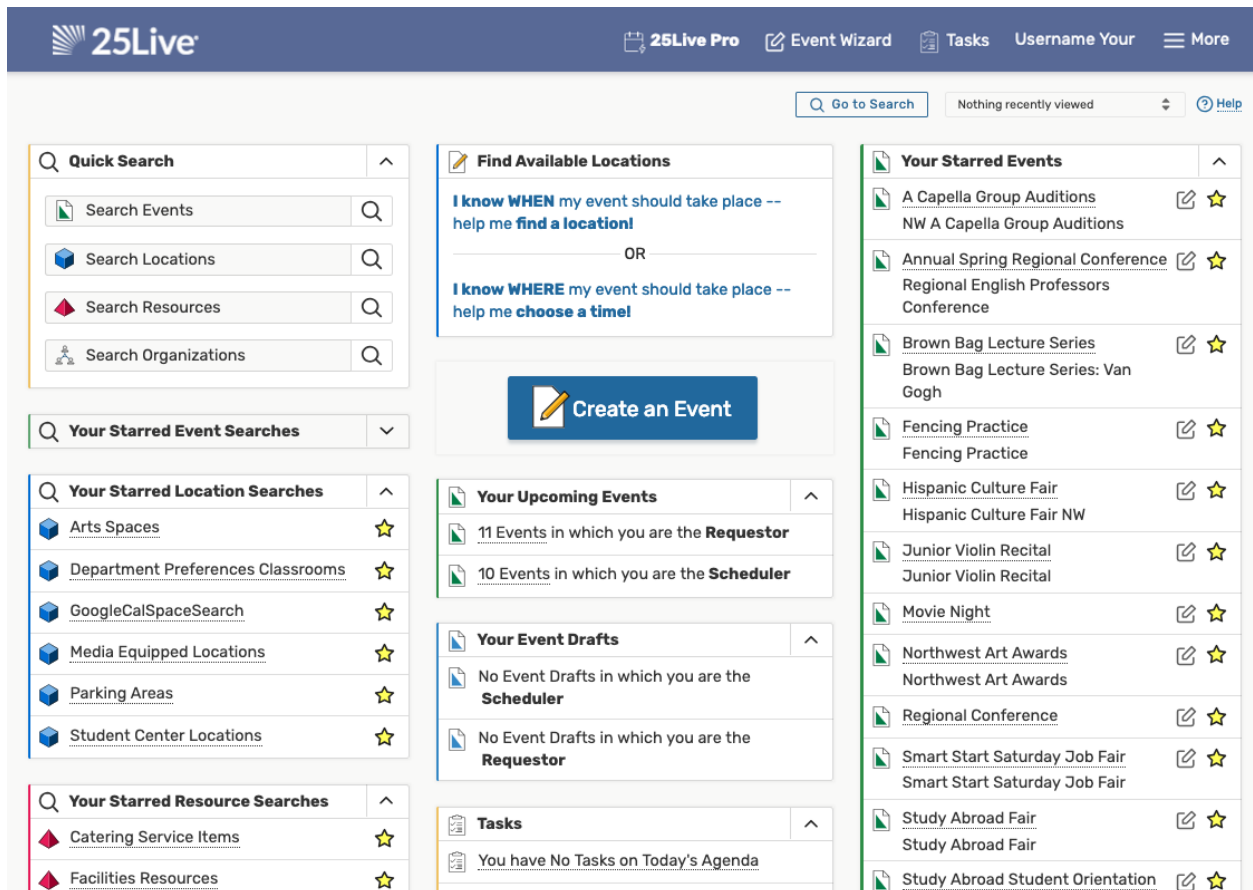 25Live
25Live Pro
Event Wizard
Tasks
Username Your
More
Go to Search
Nothing recently viewed
Help
Quick Search
Search Events
Search Locations
Search Resources
Search Organizations
Your Starred Event Searches
Your Starred Location Searches
Arts Spaces
Department Preferences Classrooms
GoogleCalSpaceSearch
Media Equipped Locations
Parking Areas
Student Center Locations
Your Starred Resource Searches
Catering Service Items
Facilities Resources
Find Available Locations
I know WHEN my event should take place --
help me find a location!
OR
I know WHERE my event should take place --
help me choose a time!
Create an Event
Your Upcoming Events
11 Events in which you are the Requestor
10 Events in which you are the Scheduler
Your Event Drafts
No Event Drafts in which you are the
Scheduler
No Event Drafts in which you are the
Requestor
Tasks
You have No Tasks on Today's Agenda
Your Starred Events
A Capella Group Auditions
NW A Capella Group Auditions
Annual Spring Regional Conference
Regional English Professors
Conference
Brown Bag Lecture Series
Brown Bag Lecture Series: Van
Gogh
Fencing Practice
Fencing Practice
Hispanic Culture Fair
Hispanic Culture Fair NW
Junior Violin Recital
Junior Violin Recital
Movie Night
Northwest Art Awards
Northwest Art Awards
Regional Conference
Smart Start Saturday Job Fair
Smart Start Saturday Job Fair
Study Abroad Fair
Study Abroad Fair
Study Abroad Student Orientation